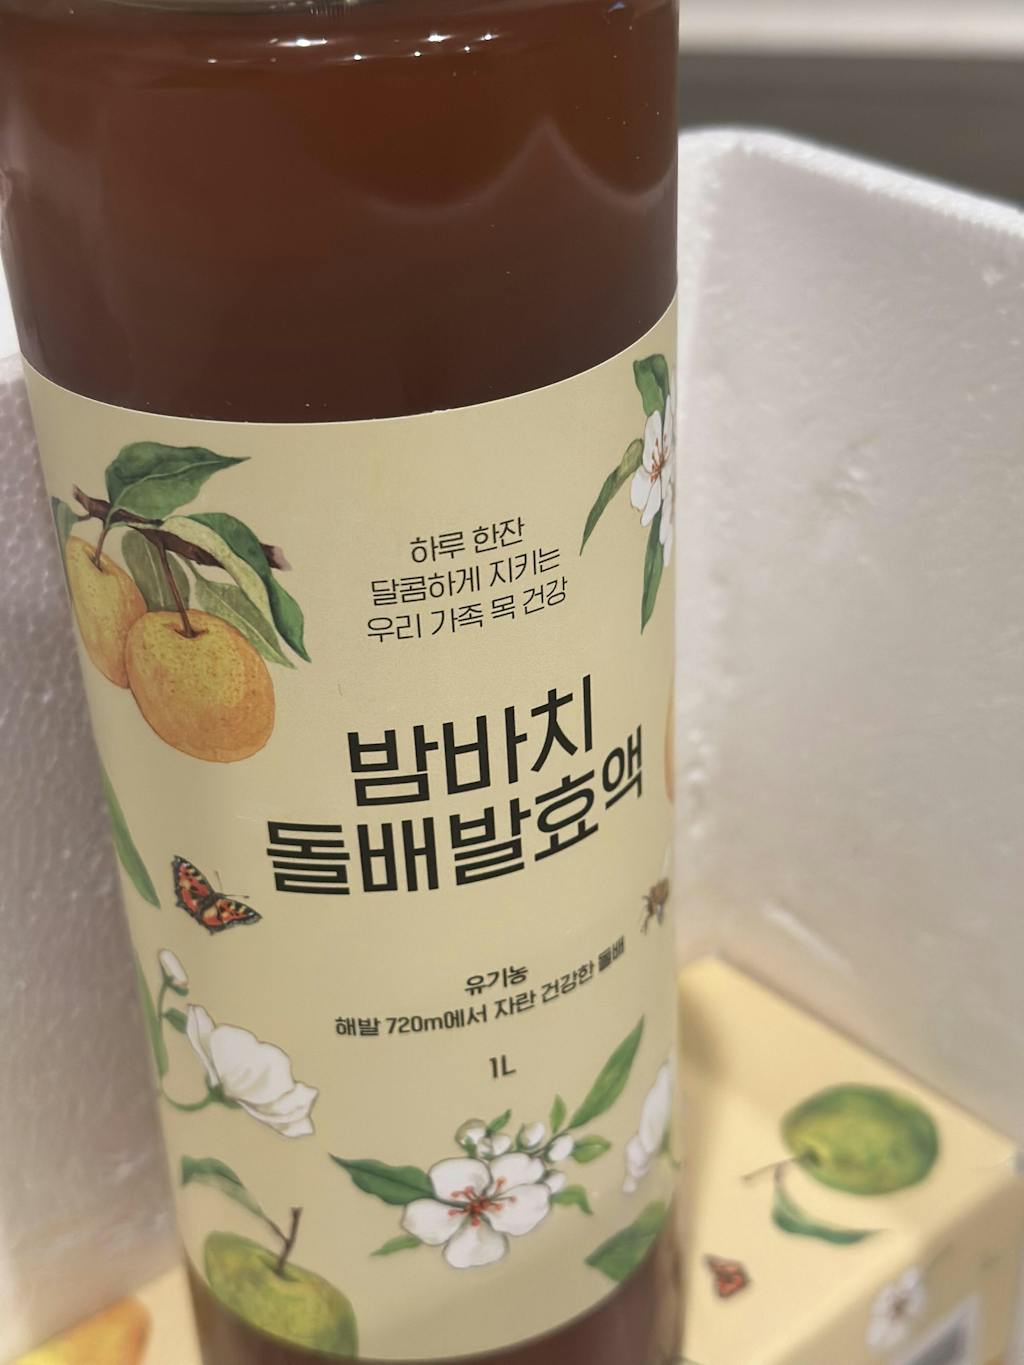 하루 한잔
달콤하게 지키는
우리 가족 목 건강
밤바치
돌배발효액
유기농
해발 720m에서 자란 건강한 돌배
1L